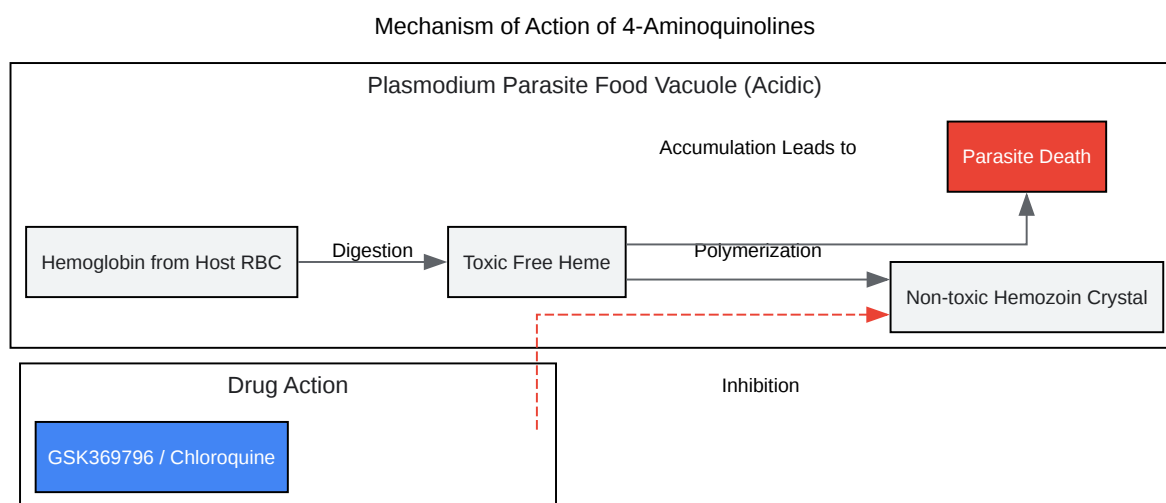 Mechanism of Action of 4-Aminoquinolines
Plasmodium Parasite Food Vacuole (Acidic)
Accumulation Leads to
Parasite Death
Hemoglobin from Host RBC
Digestion
Toxic Free Heme
Polymerization
Non-toxic Hemozoin Crystal
Drug Action
Inhibition
GSK369796 / Chloroquine